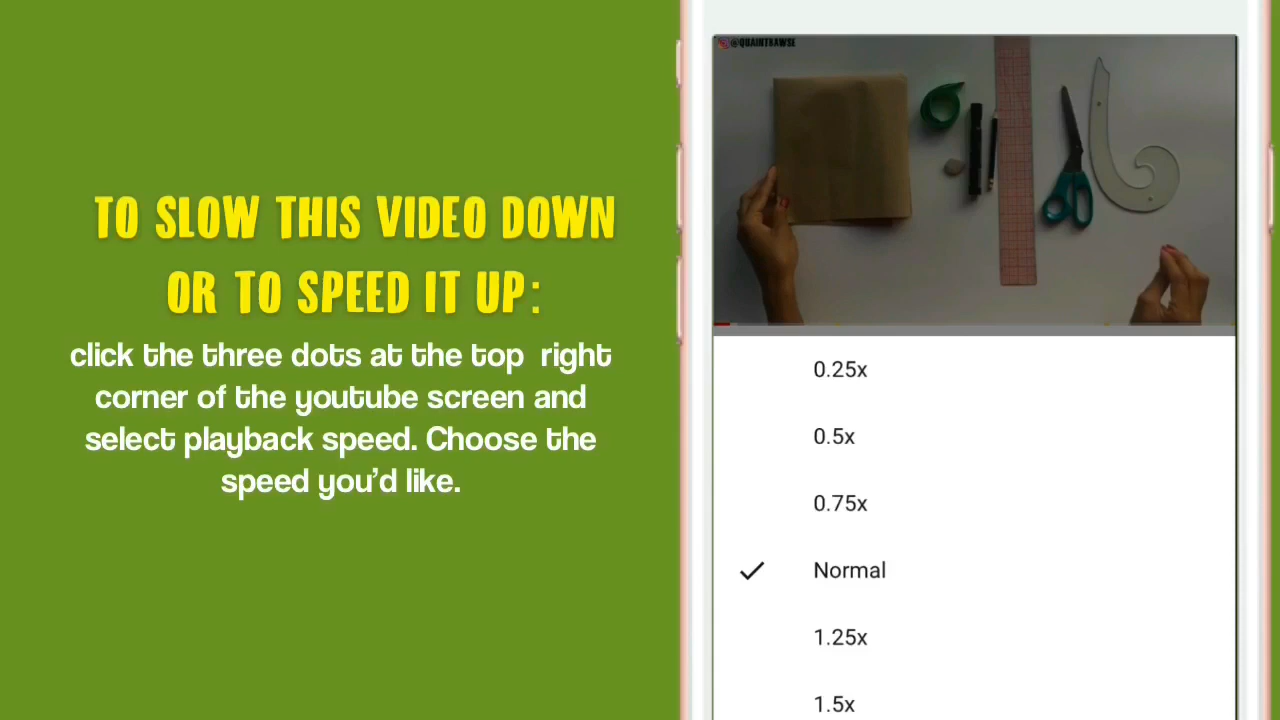 TO SLOW THIS VIDEO DOWN
OR TO SPEED IT UP:
click the three dots at the top right
corner of the youtube screen and
select playback speed. Choose the
speed you'd like.
@QUAINTBAWSE
0.25x
0.5x
0.75x
Normal
1.25x
1.5x